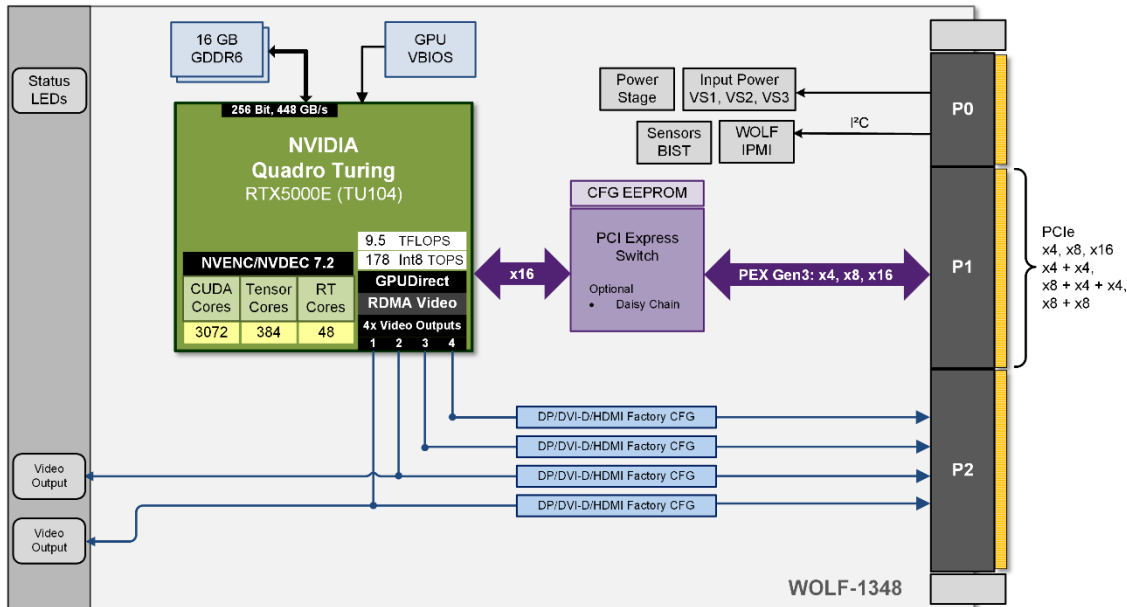 Status
LEDs
16 GB
GDDR6
GPU
VBIOS
256 Bit, 448 GB/s
NVIDIA
Quadro Turing
RTX5000E (TU104)
9.5 TFLOPS
178 Int8 TOPS
NVENC/NVDEC 7.2
GPUDirect
RDMA Video
CUDA
Cores
Tensor
Cores
RT
Cores
3072
384
48
4x Video Outputs
1 2 3 4
x16
CFG EEPROM
PCI Express
Switch
Optional
• Daisy Chain
PEX Gen3: x4, x8, x16
Power
Stage
Input Power
VS1, VS2, VS3
Sensors
BIST
WOLF
IPMI
I²C
P0
P1
P2
PCIe
x4, x8, x16
x4 + x4,
x8 + x4 + x4,
x8 + x8
DP/DVI-D/HDMI Factory CFG
DP/DVI-D/HDMI Factory CFG
DP/DVI-D/HDMI Factory CFG
DP/DVI-D/HDMI Factory CFG
Video
Output
Video
Output
WOLF-1348